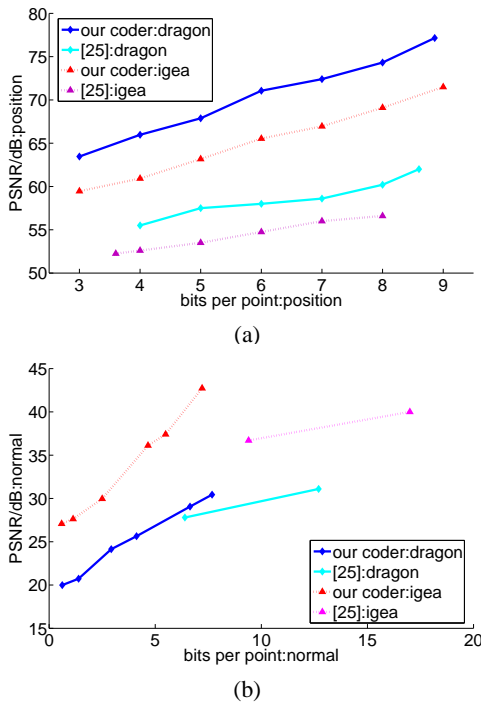 80
75
70
65
60
55
50
PSNR/dB:position
our coder:dragon
[25]:dragon
our coder:igea
[25]:igea
3 4 5 6 7 8 9
bits per point:position
(a)
45
40
35
30
25
20
15
PSNR/dB:normal
our coder:dragon
[25]:dragon
our coder:igea
[25]:igea
0 5 10 15 20
bits per point:normal
(b)